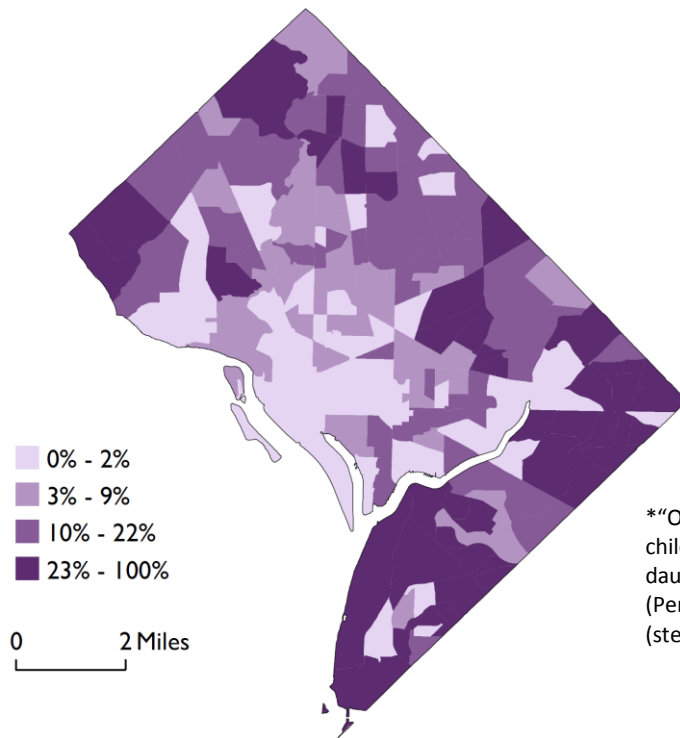 0% - 2%
3% - 9%
10% - 22%
23% - 100%
0
2 Miles
*“O
chil
dau
(Per
(ste